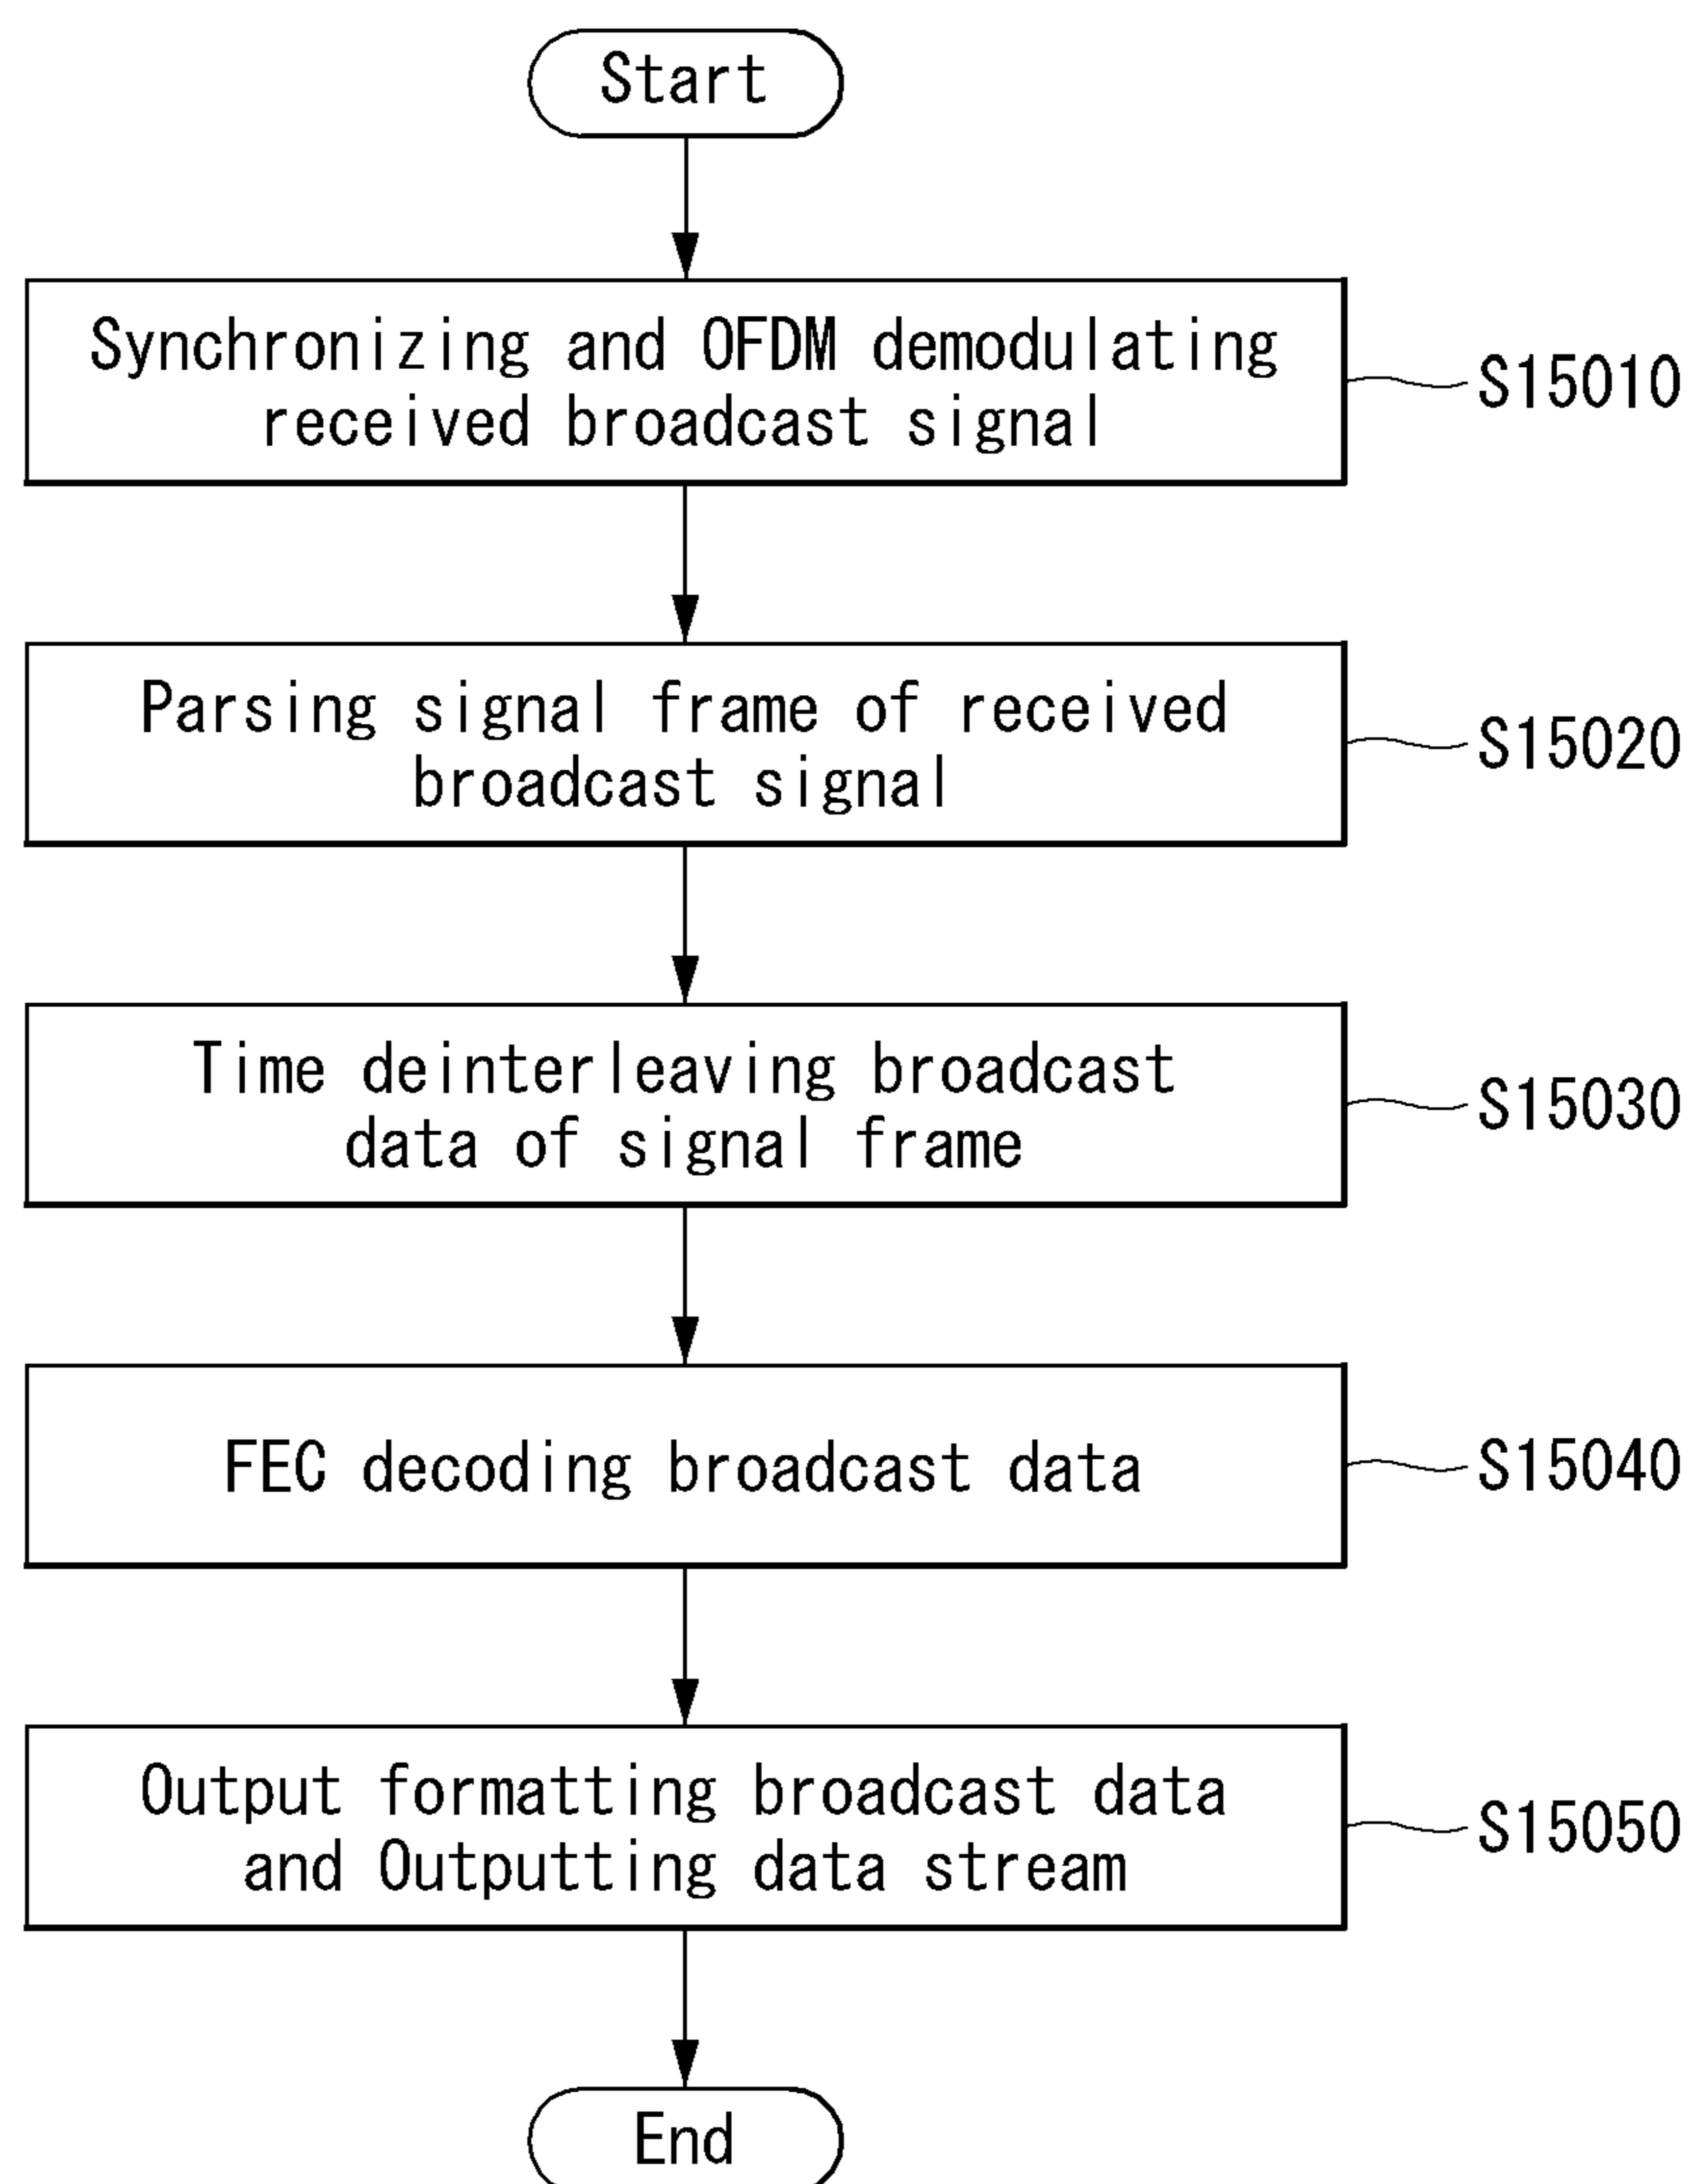 Start
Synchronizing and OFDM demodulating
received broadcast signal
S15010
Parsing signal frame of received
broadcast signal
S15020
Time deinterleaving broadcast
data of signal frame
S15030
FEC decoding broadcast data
S15040
Output formatting broadcast data
and Outputting data stream
S15050
End